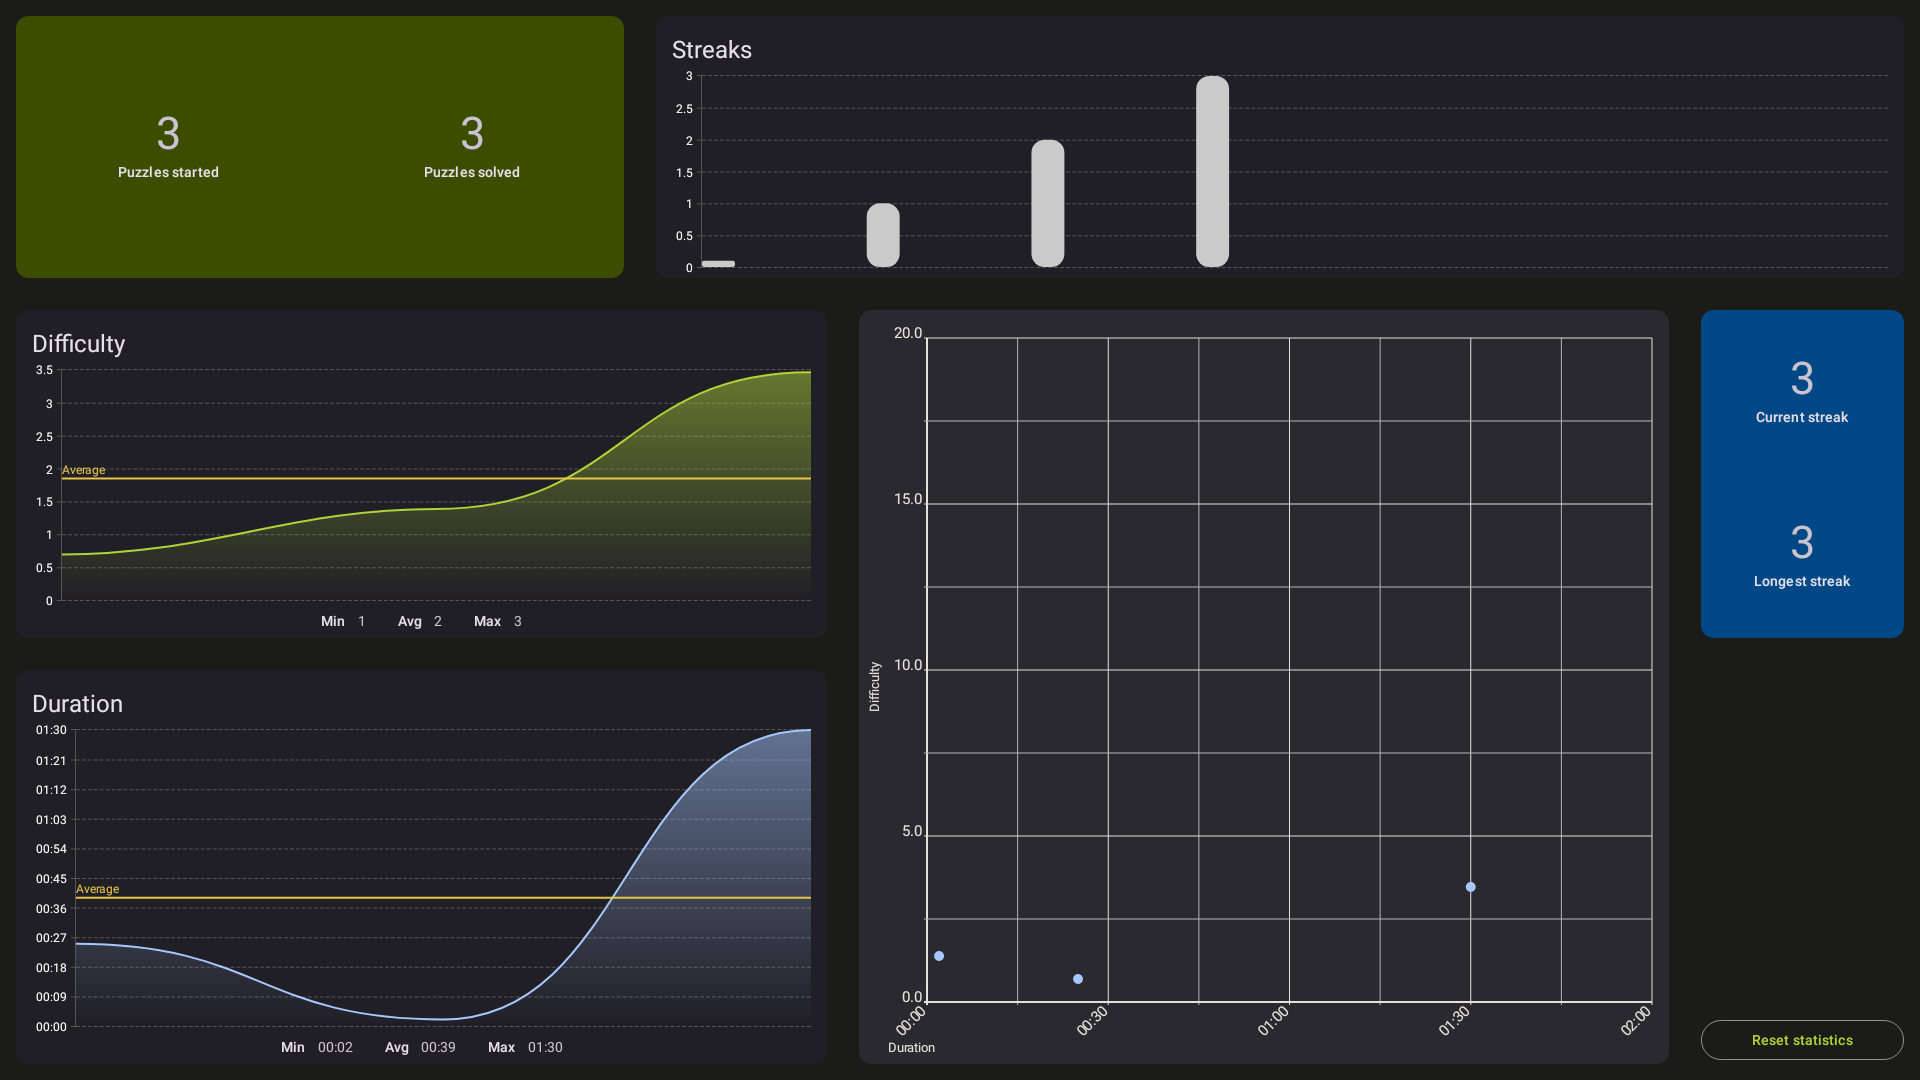 3
Puzzles started
3
Puzzles solved
Streaks
3
2.5
2
1.5
1
0.5
0
Difficulty
3.5
3
2.5
2
1.5
1
0.5
0
Average
Min 1 Avg 2 Max 3
Duration
01:30
01:21
01:12
01:03
00:54
00:45
00:36
00:27
00:18
00:09
00:00
Average
Min 00:02 Avg 00:39 Max 01:30
20.0
15.0
10.0
5.0
0.0
Difficulty
00:00 00:30 01:00 01:30 02:00
Duration
3
Current streak
3
Longest streak
Reset statistics